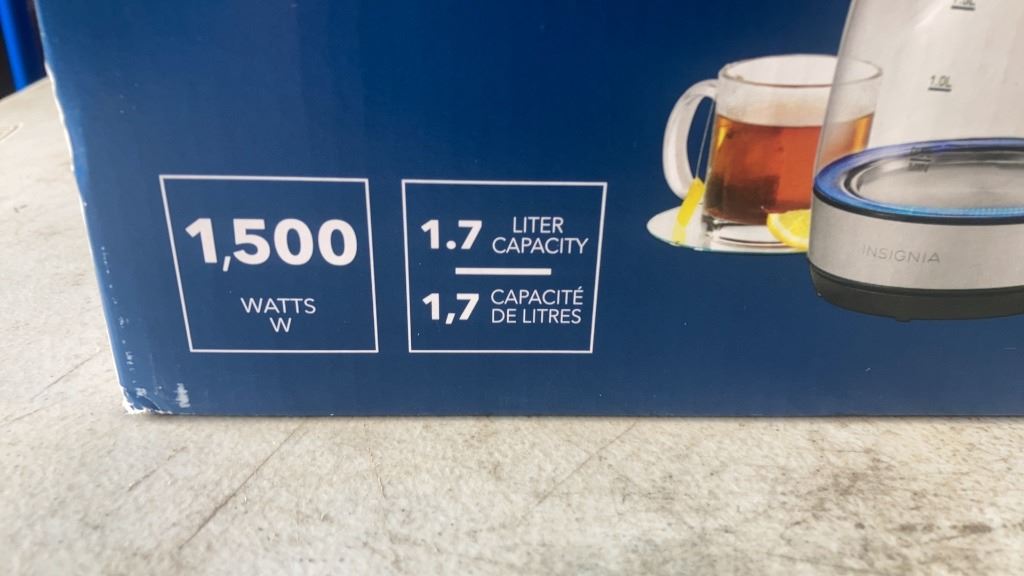 1,500
WATTS
W
1.7 LITER
CAPACITY
1,7 CAPACITÉ
DE LITRES
1.0L
INSIGNIA